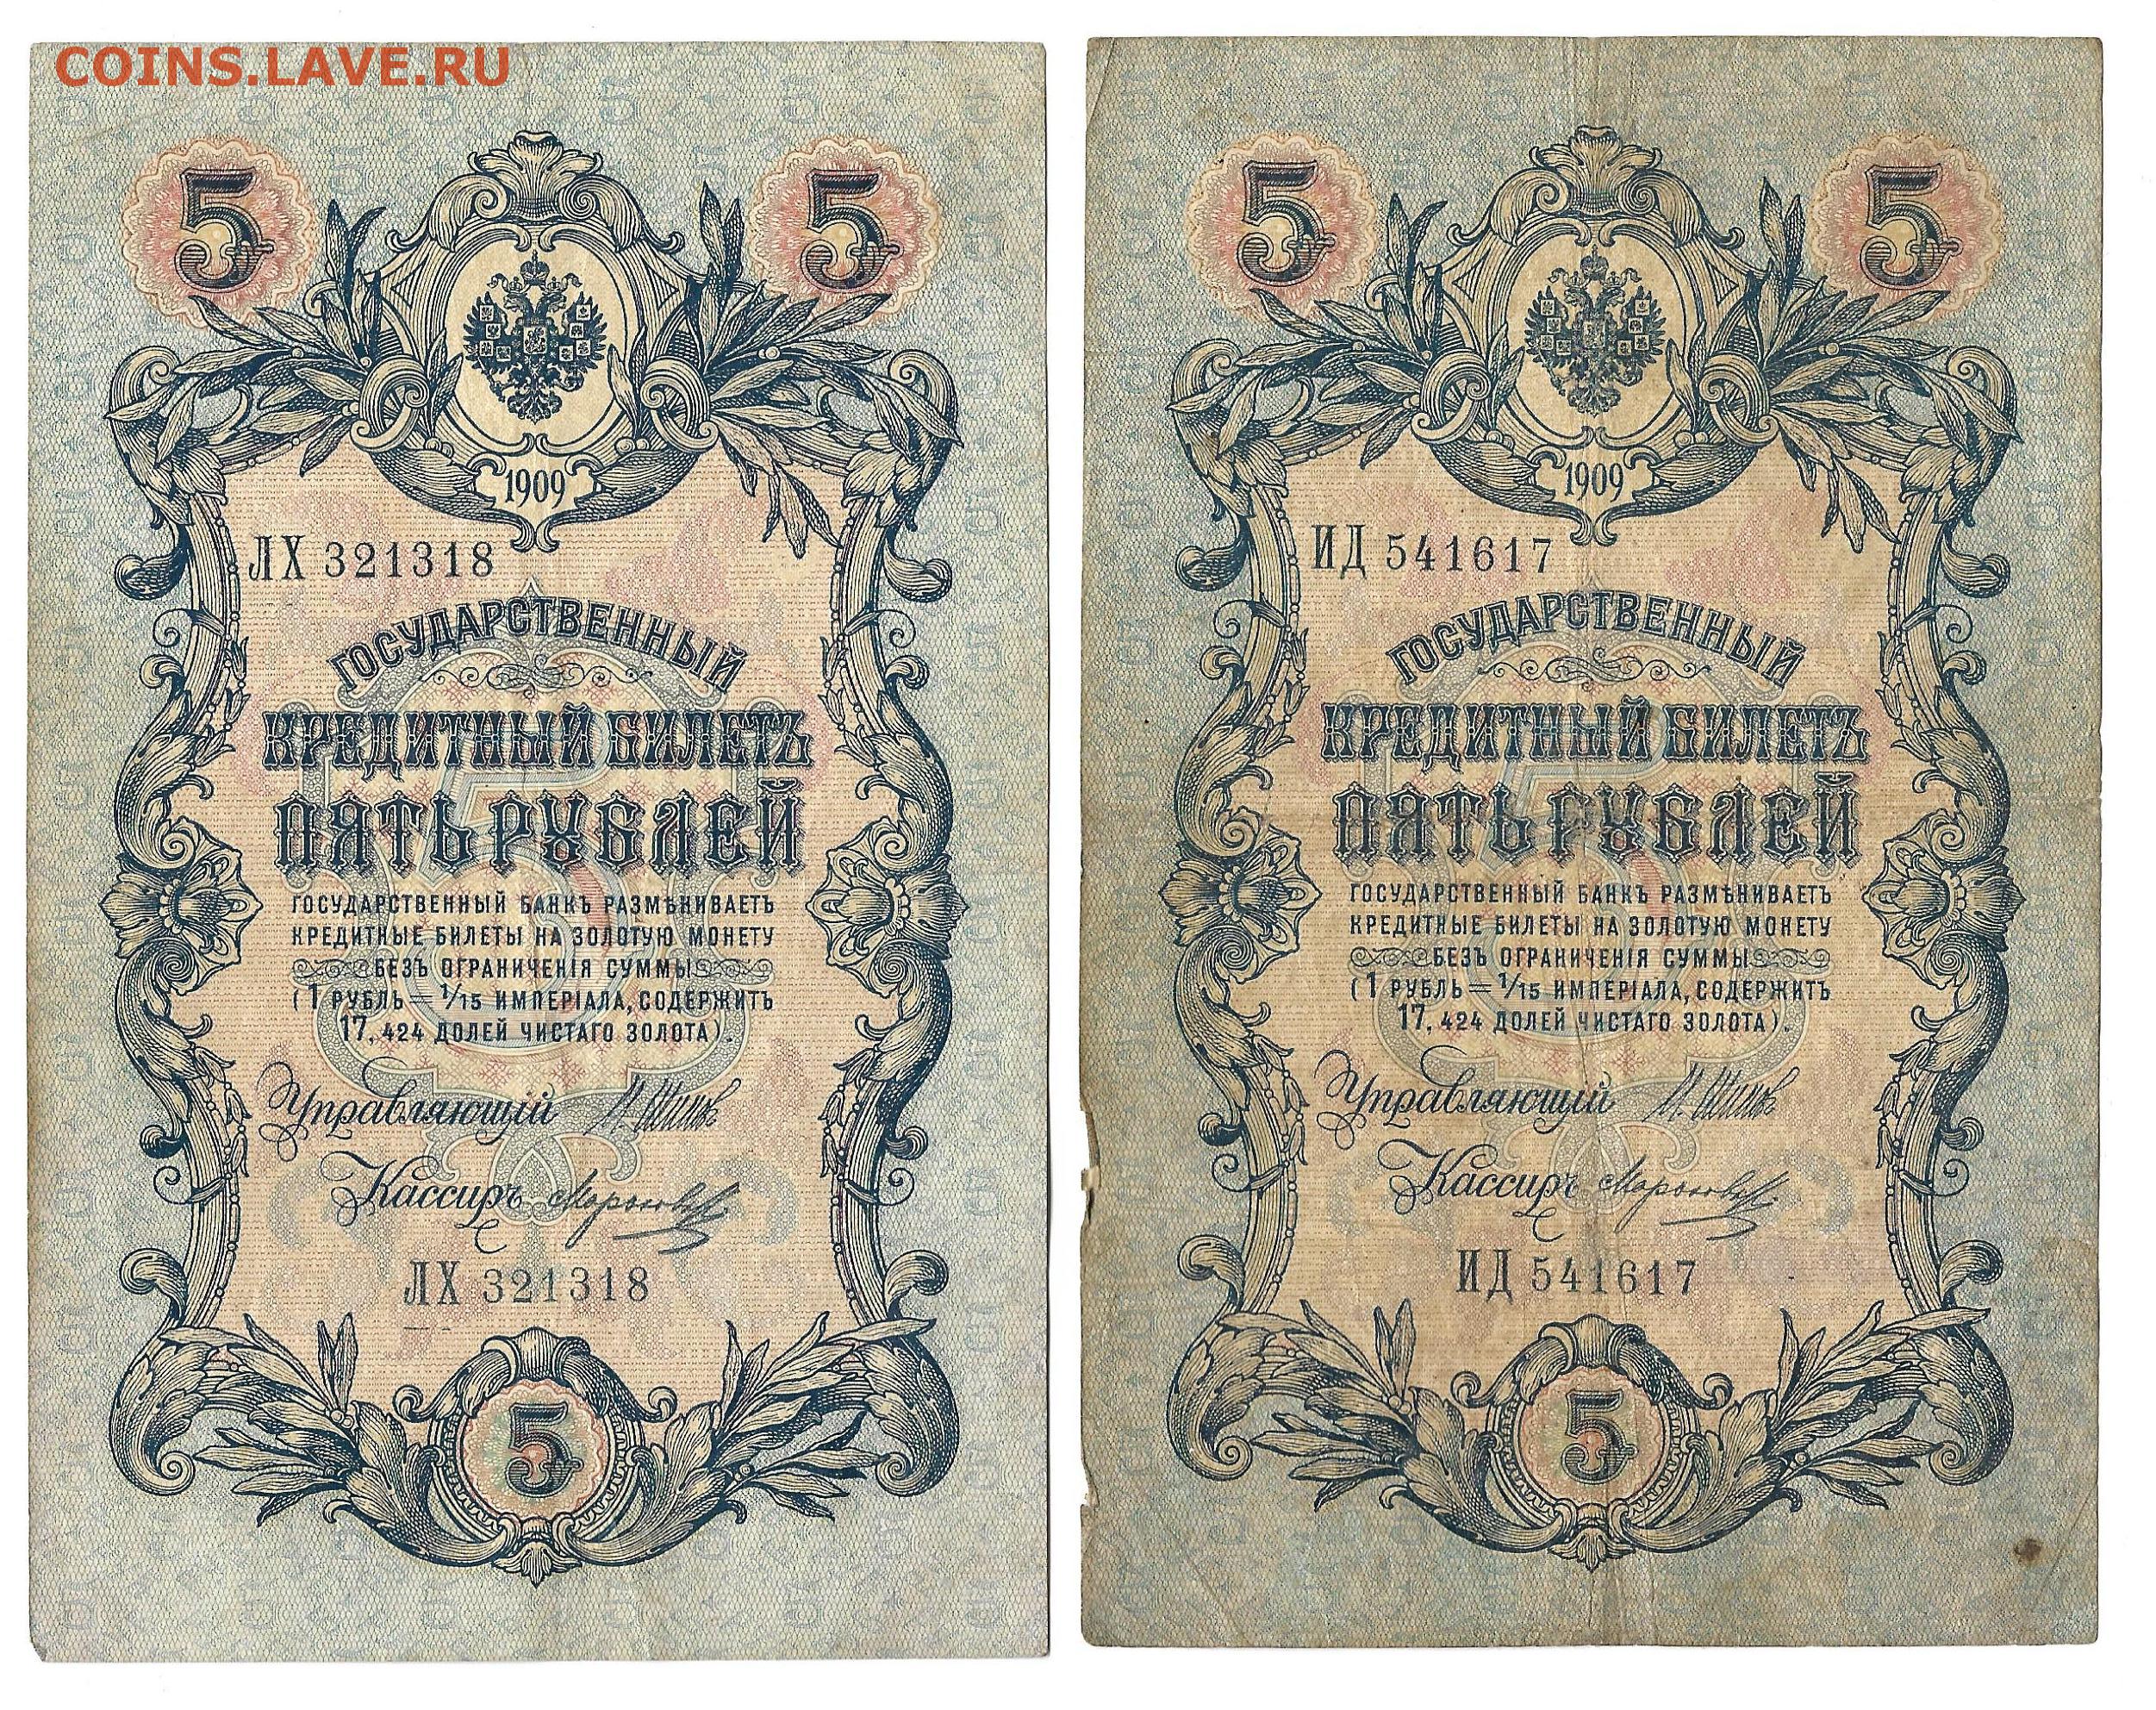 COINS.LAVE.RU
5 5
1909
ЛХ 321318
ГОСУДАРСТВЕННЫЙ
КРЕДИТНЫЙ БИЛЕТЪ
ПЯТЬ РУБЛЕЙ
ГОСУДАРСТВЕННЫЙ БАНКЪ РАЗМѢНИВАЕТЪ
КРЕДИТНЫЕ БИЛЕТЫ НА ЗОЛОТУЮ МОНЕТУ
БЕЗЪ ОГРАНИЧЕНІЯ СУММЫ
(1 РУБЛЬ = 1/15 ИМПЕРІАЛА, СОДЕРЖИТЪ
17,424 ДОЛЕЙ ЧИСТАГО ЗОЛОТА).
Управляющій
Кассиръ
ЛХ 321318
5
5 5
1909
ИД 541617
ГОСУДАРСТВЕННЫЙ
КРЕДИТНЫЙ БИЛЕТЪ
ПЯТЬ РУБЛЕЙ
ГОСУДАРСТВЕННЫЙ БАНКЪ РАЗМѢНИВАЕТЪ
КРЕДИТНЫЕ БИЛЕТЫ НА ЗОЛОТУЮ МОНЕТУ
БЕЗЪ ОГРАНИЧЕНІЯ СУММЫ
(1 РУБЛЬ = 1/15 ИМПЕРІАЛА, СОДЕРЖИТЪ
17,424 ДОЛЕЙ ЧИСТАГО ЗОЛОТА).
Управляющій
Кассиръ
ИД 541617
5